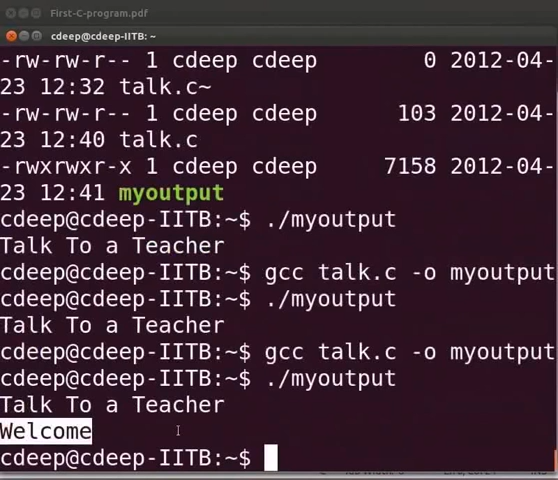 First-C-program.pdf
cdeep@cdeep-IITB: ~
-rw-rw-r-- 1 cdeep cdeep 0 2012-04-
23 12:32 talk.c~
-rw-rw-r-- 1 cdeep cdeep 103 2012-04-
23 12:40 talk.c
-rwxrwxr-x 1 cdeep cdeep 7158 2012-04-
23 12:41 myoutput
cdeep@cdeep-IITB:~$ ./myoutput
Talk To a Teacher
cdeep@cdeep-IITB:~$ gcc talk.c -o myoutput
cdeep@cdeep-IITB:~$ ./myoutput
Talk To a Teacher
cdeep@cdeep-IITB:~$ gcc talk.c -o myoutput
cdeep@cdeep-IITB:~$ ./myoutput
Talk To a Teacher
Welcome
cdeep@cdeep-IITB:~$